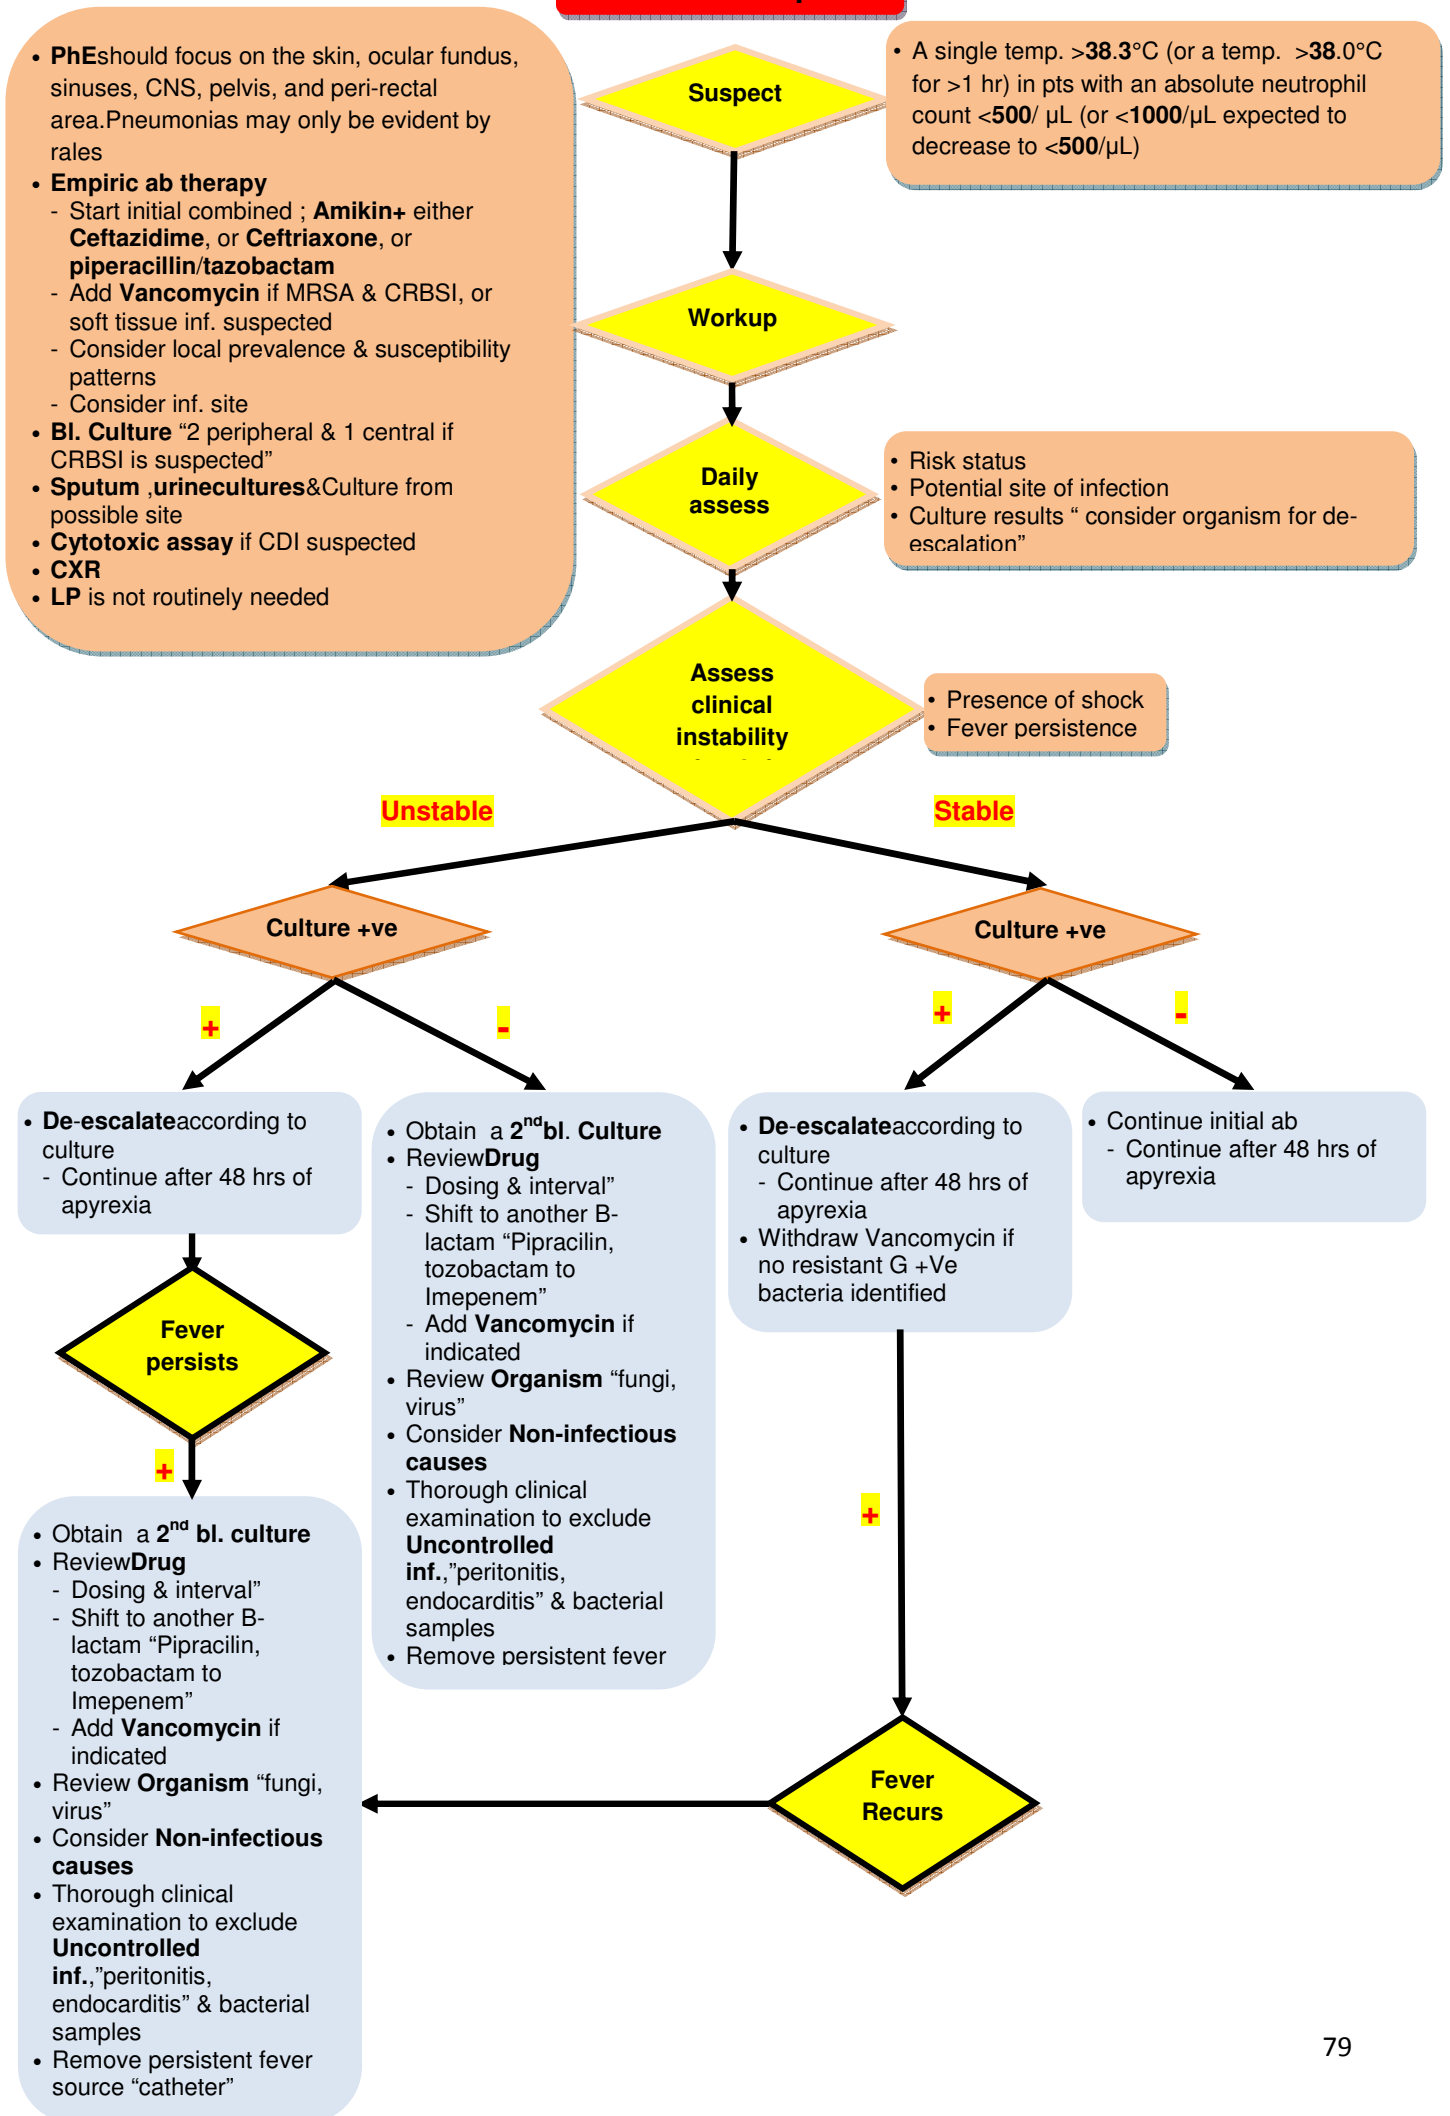 • PhEshould focus on the skin, ocular fundus,
sinuses, CNS, pelvis, and peri-rectal
area.Pneumonias may only be evident by
rales
• Empiric ab therapy
- Start initial combined ; Amikin+ either
Ceftazidime, or Ceftriaxone, or
piperacillin/tazobactam
- Add Vancomycin if MRSA & CRBSI, or
soft tissue inf. suspected
- Consider local prevalence & susceptibility
patterns
- Consider inf. site
• Bl. Culture “2 peripheral & 1 central if
CRBSI is suspected”
• Sputum ,urinecultures&Culture from
possible site
• Cytotoxic assay if CDI suspected
• CXR
• LP is not routinely needed
Suspect
• A single temp. >38.3°C (or a temp. >38.0°C
for >1 hr) in pts with an absolute neutrophil
count <500/ µL (or <1000/µL expected to
decrease to <500/µL)
Workup
Daily
assess
• Risk status
• Potential site of infection
• Culture results “ consider organism for de-
escalation”
Assess
clinical
instability
• Presence of shock
• Fever persistence
Unstable
Stable
Culture +ve
Culture +ve
+
-
+
-
• De-escalateaccording to
culture
- Continue after 48 hrs of
apyrexia
Fever
persists
+
• Obtain a 2nd bl. culture
• ReviewDrug
- Dosing & interval”
- Shift to another B-
lactam “Pipracilin,
tozobactam to
Imepenem”
- Add Vancomycin if
indicated
• Review Organism “fungi,
virus”
• Consider Non-infectious
causes
• Thorough clinical
examination to exclude
Uncontrolled
inf.,”peritonitis,
endocarditis” & bacterial
samples
• Remove persistent fever
source “catheter”
• Obtain a 2ndbl. Culture
• ReviewDrug
- Dosing & interval”
- Shift to another B-
lactam “Pipracilin,
tozobactam to
Imepenem”
- Add Vancomycin if
indicated
• Review Organism “fungi,
virus”
• Consider Non-infectious
causes
• Thorough clinical
examination to exclude
Uncontrolled
inf.,”peritonitis,
endocarditis” & bacterial
samples
• Remove persistent fever
• De-escalateaccording to
culture
- Continue after 48 hrs of
apyrexia
• Withdraw Vancomycin if
no resistant G +Ve
bacteria identified
• Continue initial ab
- Continue after 48 hrs of
apyrexia
+
Fever
Recurs
79